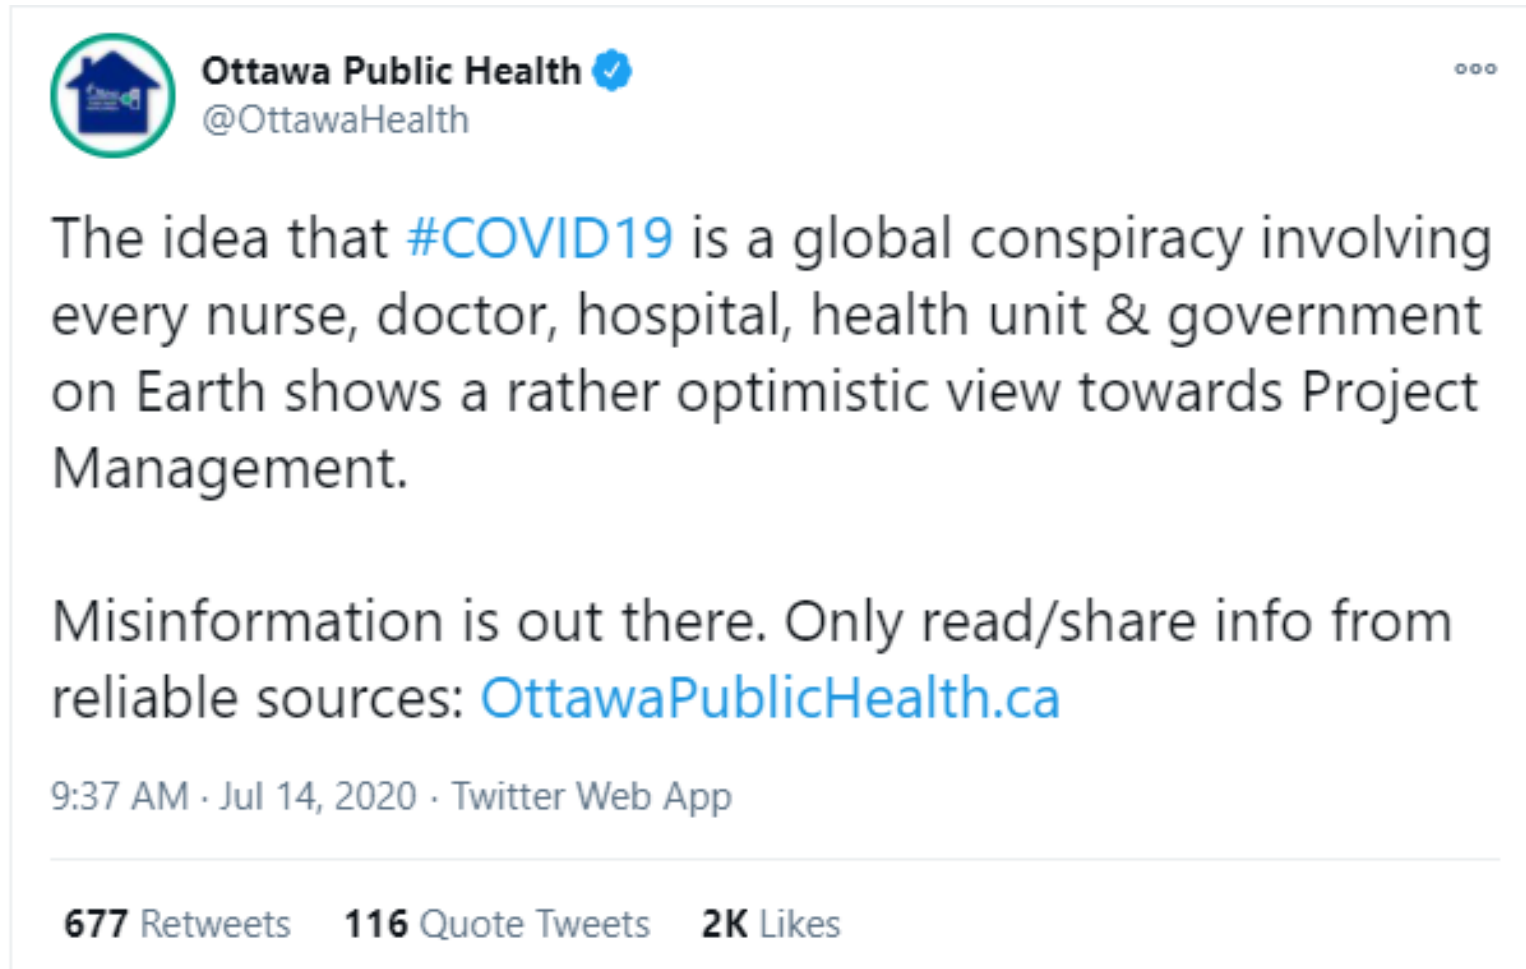 Ottawa Public Health
@OttawaHealth
The idea that #COVID19 is a global conspiracy involving
every nurse, doctor, hospital, health unit & government
on Earth shows a rather optimistic view towards Project
Management.
Misinformation is out there. Only read/share info from
reliable sources: OttawaPublicHealth.ca
9:37 AM · Jul 14, 2020 · Twitter Web App
677 Retweets 116 Quote Tweets 2K Likes